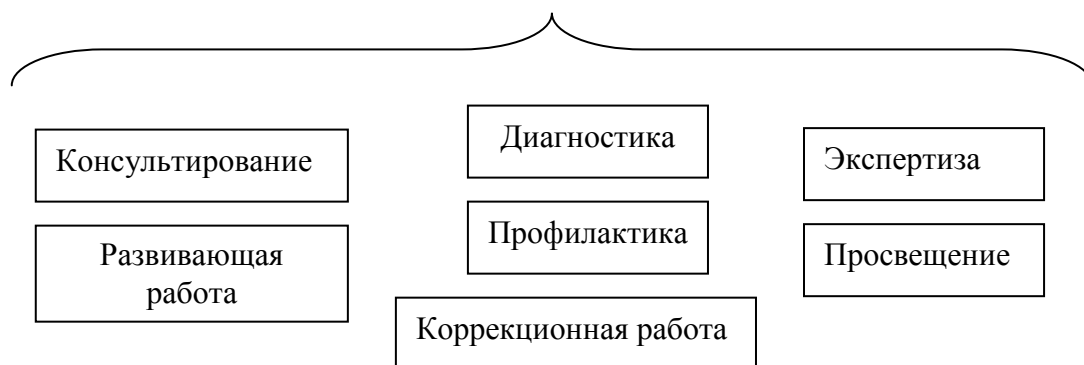 Консультирование
Развивающая
работа
Диагностика
Профилактика
Коррекционная работа
Экспертиза
Просвещение